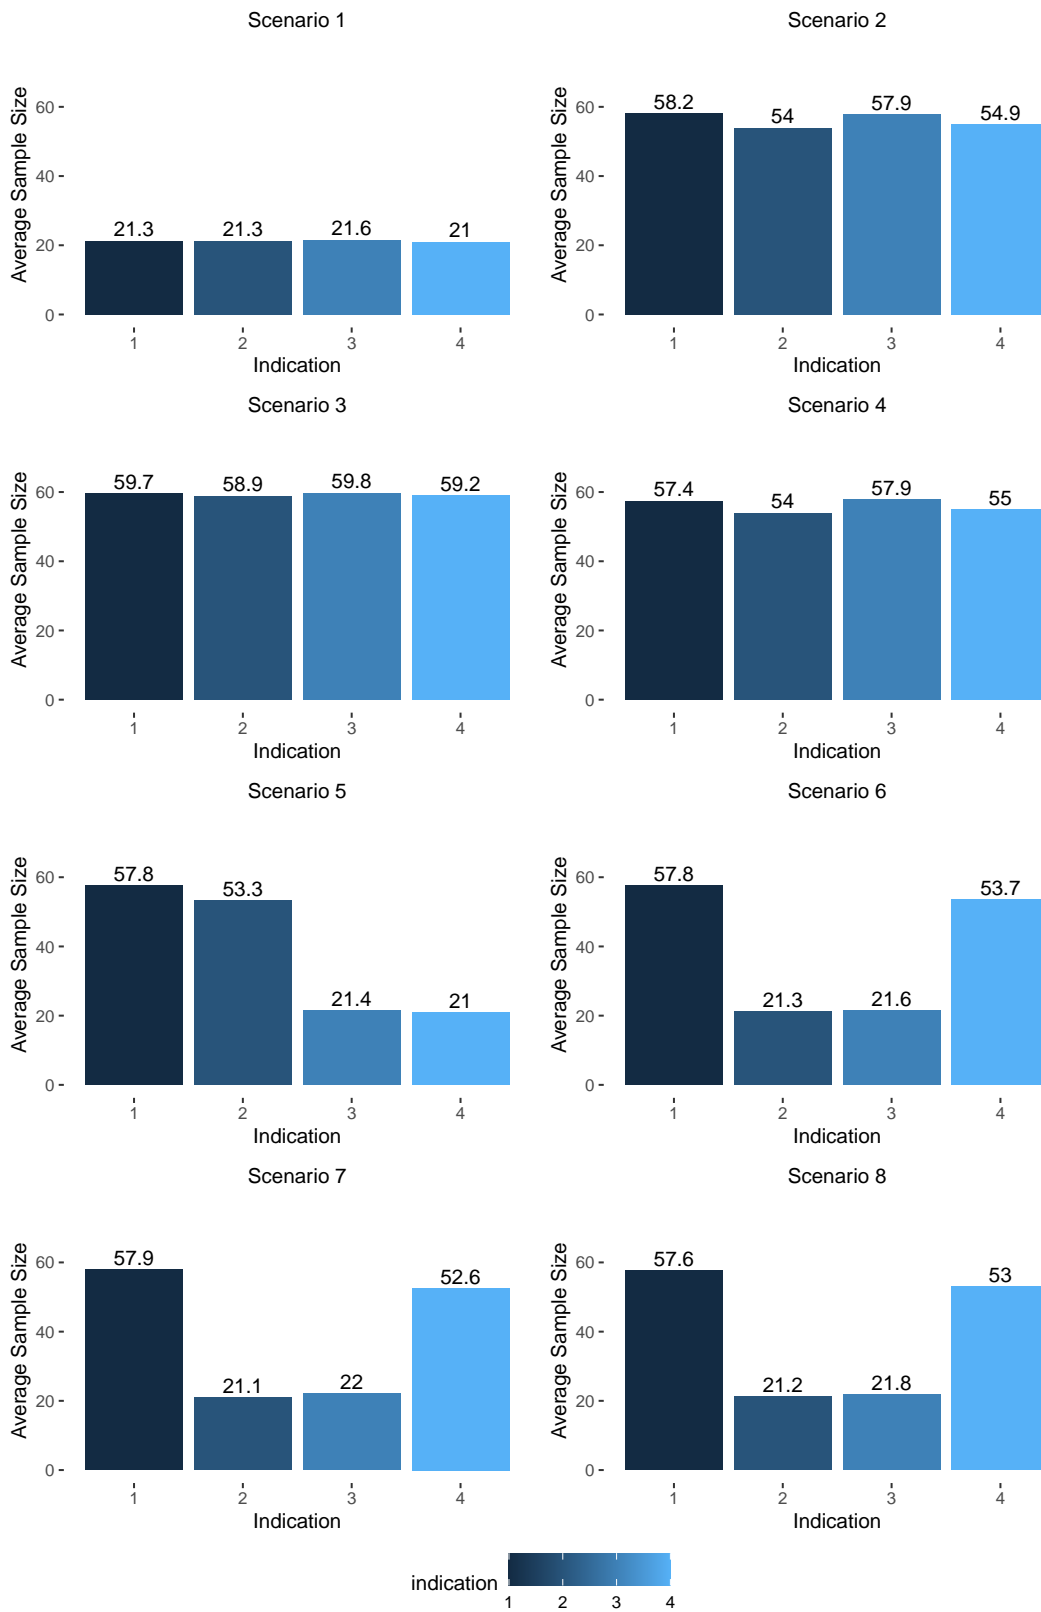 Scenario 1
Average Sample Size
60
40
20
0
21.3 21.3 21.6 21
1 2 3 4
Indication
Scenario 2
Average Sample Size
60
40
20
0
58.2 54 57.9 54.9
1 2 3 4
Indication
Scenario 3
Average Sample Size
60
40
20
0
59.7 58.9 59.8 59.2
1 2 3 4
Indication
Scenario 4
Average Sample Size
60
40
20
0
57.4 54 57.9 55
1 2 3 4
Indication
Scenario 5
Average Sample Size
60
40
20
0
57.8 53.3 21.4 21
1 2 3 4
Indication
Scenario 6
Average Sample Size
60
40
20
0
57.8 21.3 21.6 53.7
1 2 3 4
Indication
Scenario 7
Average Sample Size
60
40
20
0
57.9 21.1 22 52.6
1 2 3 4
Indication
Scenario 8
Average Sample Size
60
40
20
0
57.6 21.2 21.8 53
1 2 3 4
Indication
indication
1 2 3 4